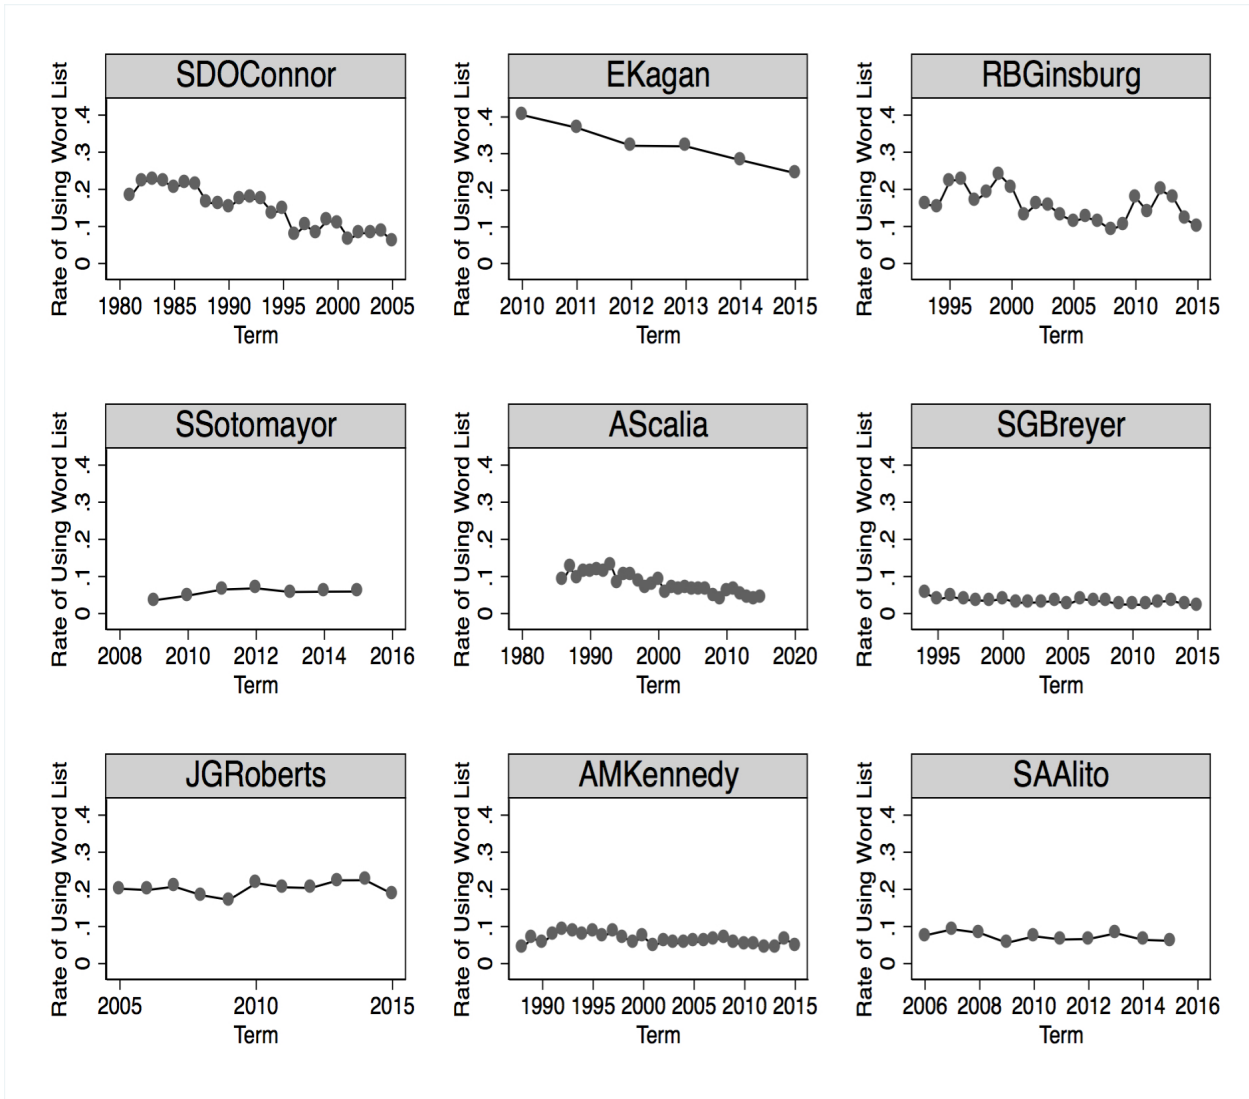 SDOConnor
Rate of Using Word List
.4
.3
.2
.1
0
1980 1985 1990 1995 2000 2005
Term
EKagan
Rate of Using Word List
.4
.3
.2
.1
0
2010 2011 2012 2013 2014 2015
Term
RBGinsburg
Rate of Using Word List
.4
.3
.2
.1
0
1995 2000 2005 2010 2015
Term
SSotomayor
Rate of Using Word List
.4
.3
.2
.1
0
2008 2010 2012 2014 2016
Term
AScalia
Rate of Using Word List
.4
.3
.2
.1
0
1980 1990 2000 2010 2020
Term
SGBreyer
Rate of Using Word List
.4
.3
.2
.1
0
1995 2000 2005 2010 2015
Term
JGRoberts
Rate of Using Word List
.4
.3
.2
.1
0
2005 2010 2015
Term
AMKennedy
Rate of Using Word List
.4
.3
.2
.1
0
1990 1995 2000 2005 2010 2015
Term
SAAlito
Rate of Using Word List
.4
.3
.2
.1
0
2006 2008 2010 2012 2014 2016
Term